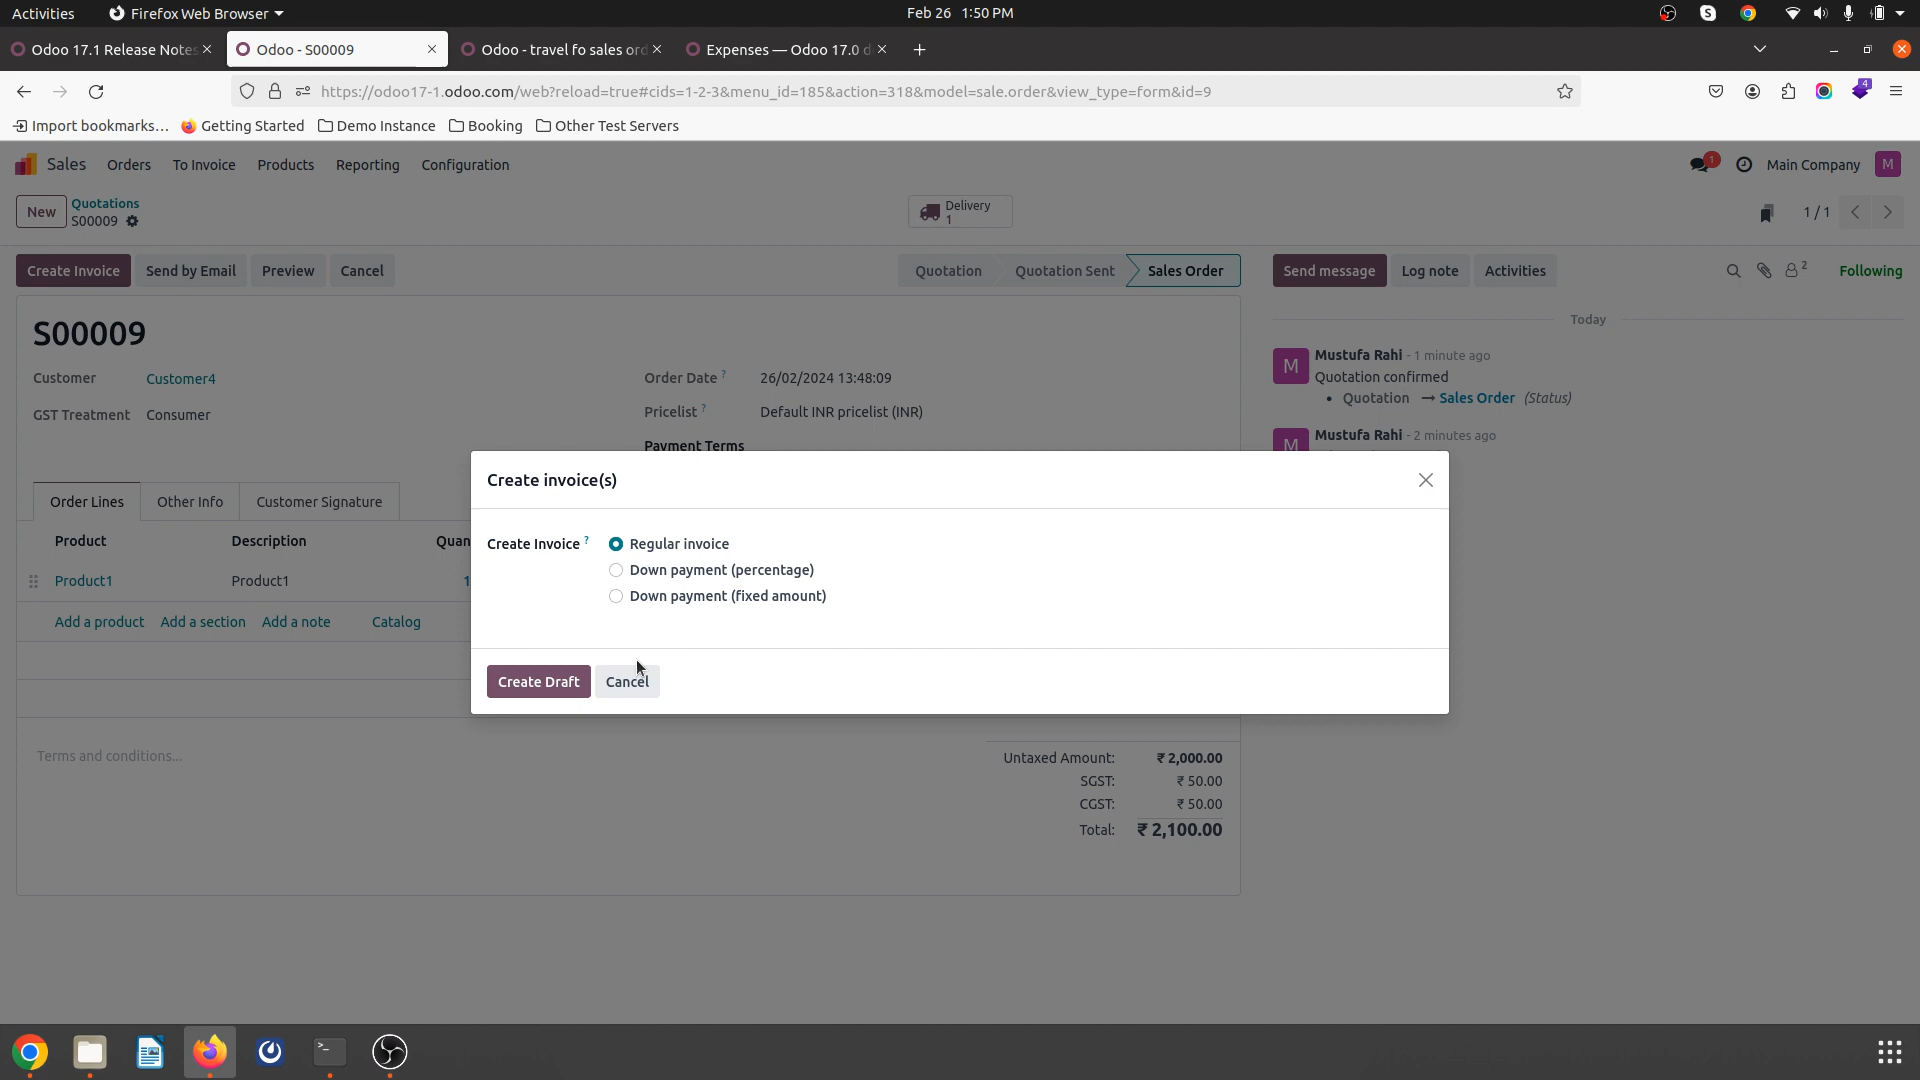 Activities Firefox Web Browser Feb 26 1:50 PM
Odoo 17.1 Release Notes Odoo - S00009 Odoo - travel fo sales ord Expenses — Odoo 17.0 d
https://odoo17-1.odoo.com/web?reload=true#cids=1-2-3&menu_id=185&action=318&model=sale.order&view_type=form&id=9 4
Import bookmarks... Getting Started Demo Instance Booking Other Test Servers
Sales Orders To Invoice Products Reporting Configuration 1 Main Company M
New Quotations Delivery
S00009 1 1 / 1
Create Invoice Send by Email Preview Cancel Quotation Quotation Sent Sales Order Send message Log note Activities 2 Following
S00009
Customer Customer4
GST Treatment Consumer
Order Date ? 26/02/2024 13:48:09
Pricelist ? Default INR pricelist (INR)
Payment Terms
Today
M Mustufa Rahi - 1 minute ago
Quotation confirmed
• Quotation → Sales Order (Status)
M Mustufa Rahi - 2 minutes ago
Order Lines Other Info Customer Signature
Product Description Quan
Product1 Product1 1
Add a product Add a section Add a note Catalog
Create invoice(s)
Create Invoice ? Regular invoice
Down payment (percentage)
Down payment (fixed amount)
Create Draft Cancel
Terms and conditions...
Untaxed Amount: ₹ 2,000.00
SGST: ₹ 50.00
CGST: ₹ 50.00
Total: ₹ 2,100.00